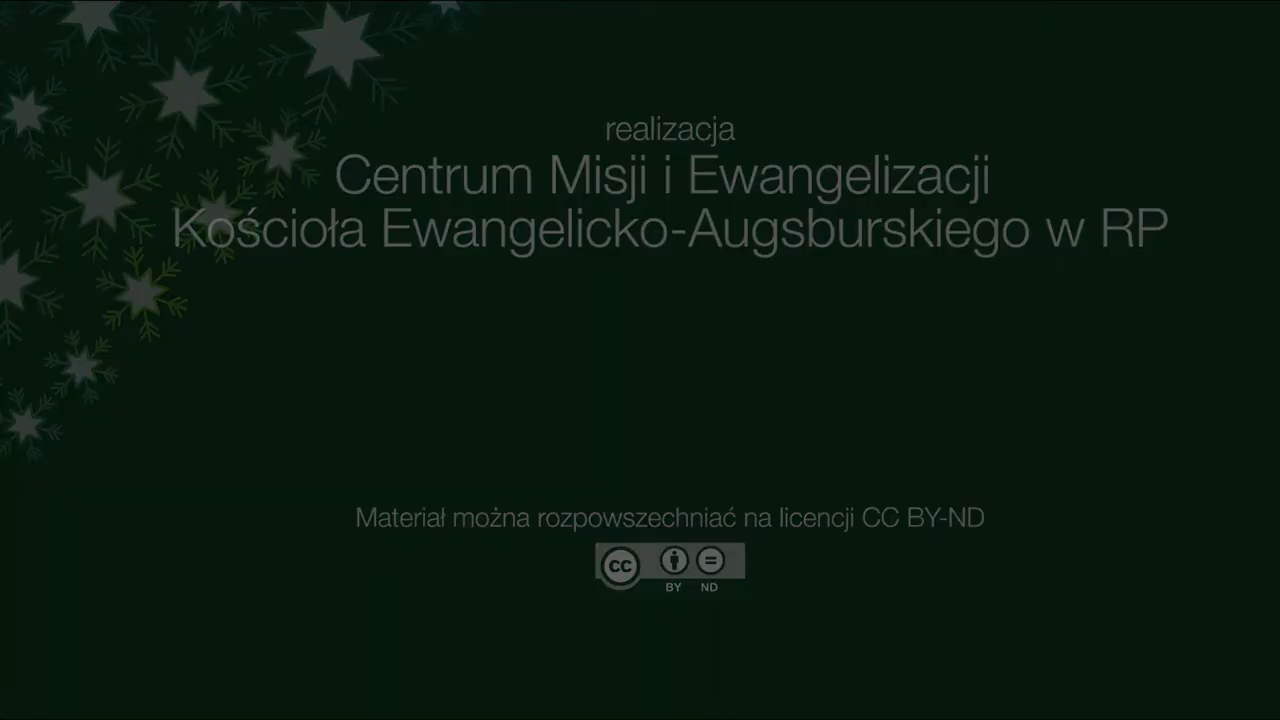 realizacja
Centrum Misji i Ewangelizacji
Kościoła Ewangelicko-Augsburskiego w RP
Materiał można rozpowszechniać na licencji CC BY-ND
cc
BY ND